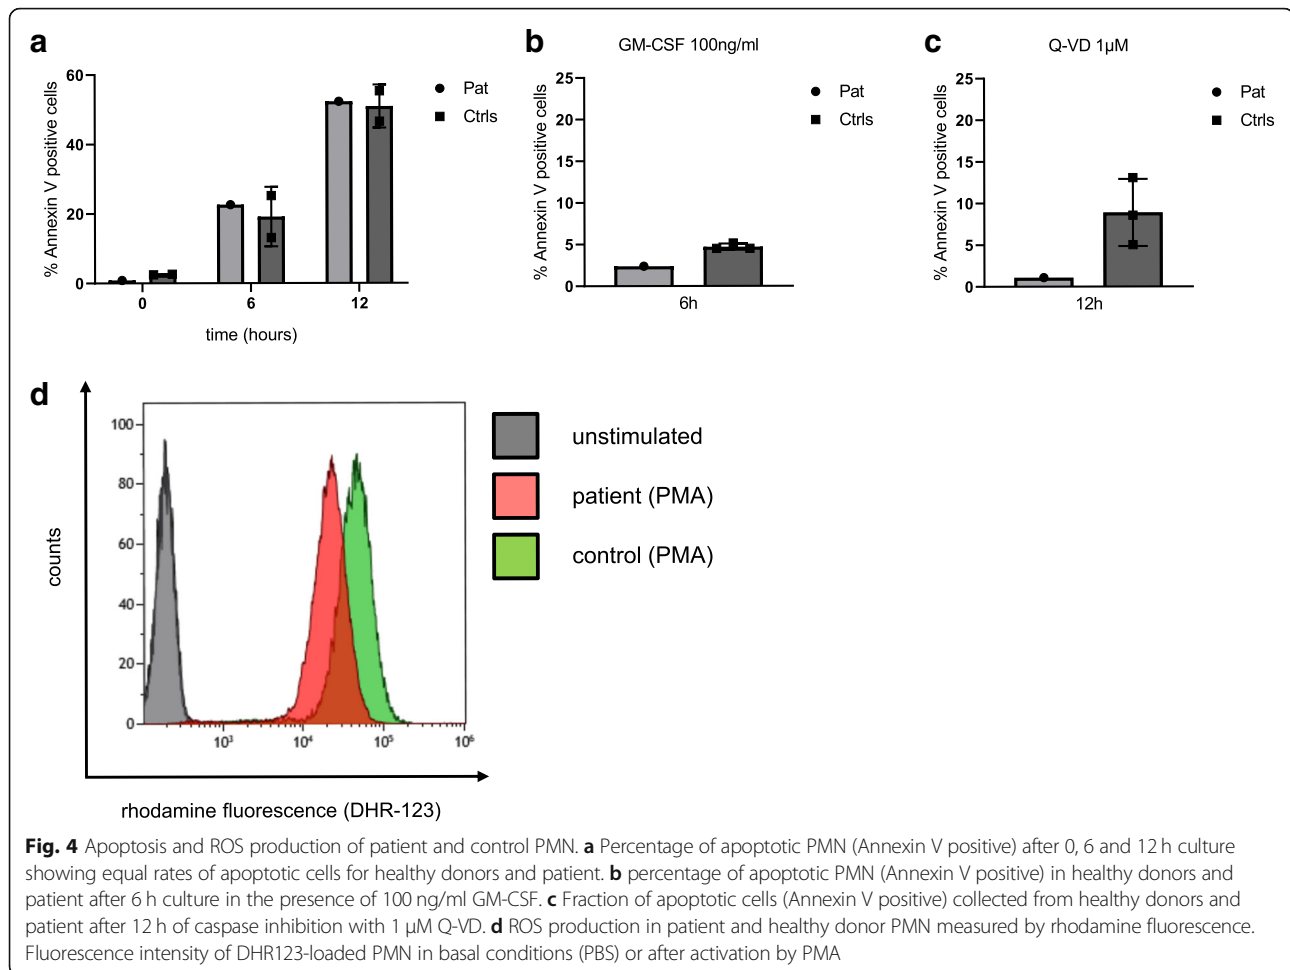 a
60
40
20
0
% Annexin V positive cells
0
6
12
time (hours)
Pat
Ctrls
b
GM-CSF 100ng/ml
25
20
15
10
5
0
% Annexin V positive cells
6h
Pat
Ctrls
c
Q-VD 1µM
25
20
15
10
5
0
% Annexin V positive cells
12h
Pat
Ctrls
d
100
80
60
40
20
0
counts
10³
10⁴
10⁵
10⁶
rhodamine fluorescence (DHR-123)
unstimulated
patient (PMA)
control (PMA)
Fig. 4 Apoptosis and ROS production of patient and control PMN. a Percentage of apoptotic PMN (Annexin V positive) after 0, 6 and 12 h culture
showing equal rates of apoptotic cells for healthy donors and patient. b percentage of apoptotic PMN (Annexin V positive) in healthy donors and
patient after 6 h culture in the presence of 100 ng/ml GM-CSF. c Fraction of apoptotic cells (Annexin V positive) collected from healthy donors and
patient after 12 h of caspase inhibition with 1 µM Q-VD. d ROS production in patient and healthy donor PMN measured by rhodamine fluorescence.
Fluorescence intensity of DHR123-loaded PMN in basal conditions (PBS) or after activation by PMA